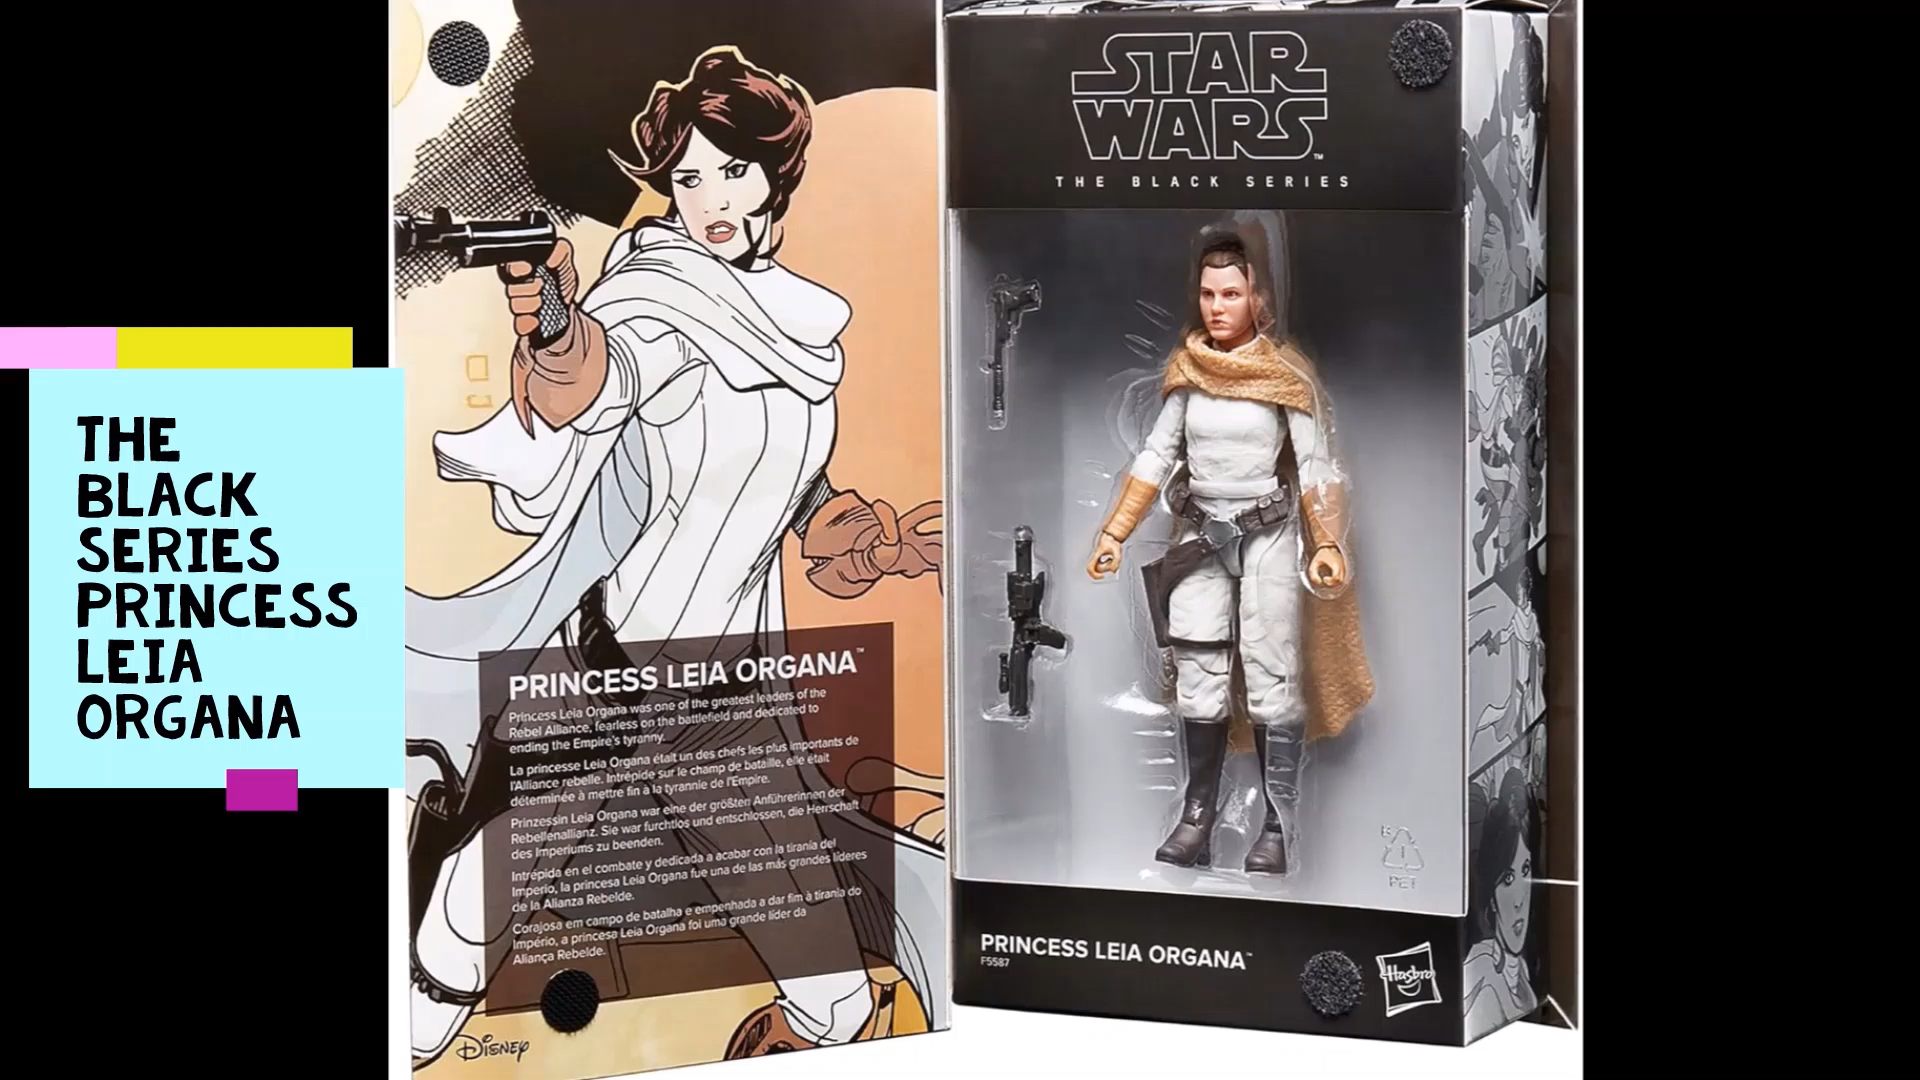 THE
BLACK
SERIES
PRINCESS
LEIA
ORGANA
PRINCESS LEIA ORGANA™
Princess Leia Organa was one of the greatest leaders of the
Rebel Alliance, fearless on the battlefield and dedicated to
ending the Empire's tyranny.
La princesse Leia Organa était un des chefs les plus importants de
l'Alliance rebelle. Intrépide sur le champ de bataille, elle était
déterminée à mettre fin à la tyrannie de l'Empire.
Prinzessin Leia Organa war eine der größten Anführerinnen der
Rebellenallianz. Sie war furchtlos und entschlossen, die Herrschaft
des Imperiums zu beenden.
Intrépida en el combate y dedicada a acabar con la tiranía del
Imperio, la princesa Leia Organa fue una de las más grandes líderes
de la Alianza Rebelde.
Corajosa em campo de batalha e empenhada a dar fim à tirania do
Império, a princesa Leia Organa foi uma grande líder da
Aliança Rebelde.
Disney
STAR
WARS™
THE BLACK SERIES
PET
PRINCESS LEIA ORGANA™
F5587
Hasbro